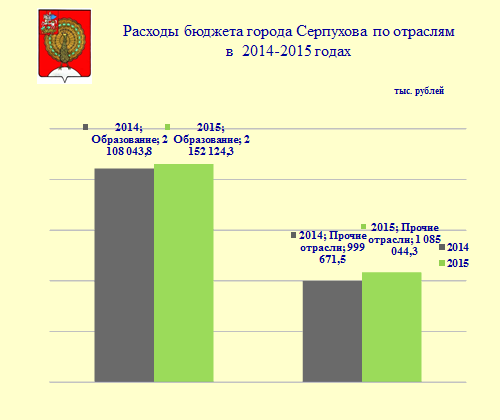 Расходы бюджета города Серпухова по отраслям
в 2014-2015 годах
тыс. рублей
2014;
Образование; 2
108 043,8
2015;
Образование; 2
152 124,3
2014; Прочие
отрасли; 999
671,5
2015; Прочие
отрасли; 1 085
044,3
2014
2015